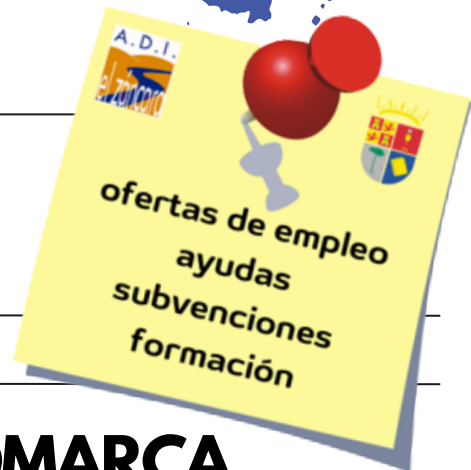 A.D.I.
el Záncara
ofertas de empleo
ayudas
subvenciones
formación
OMARCA